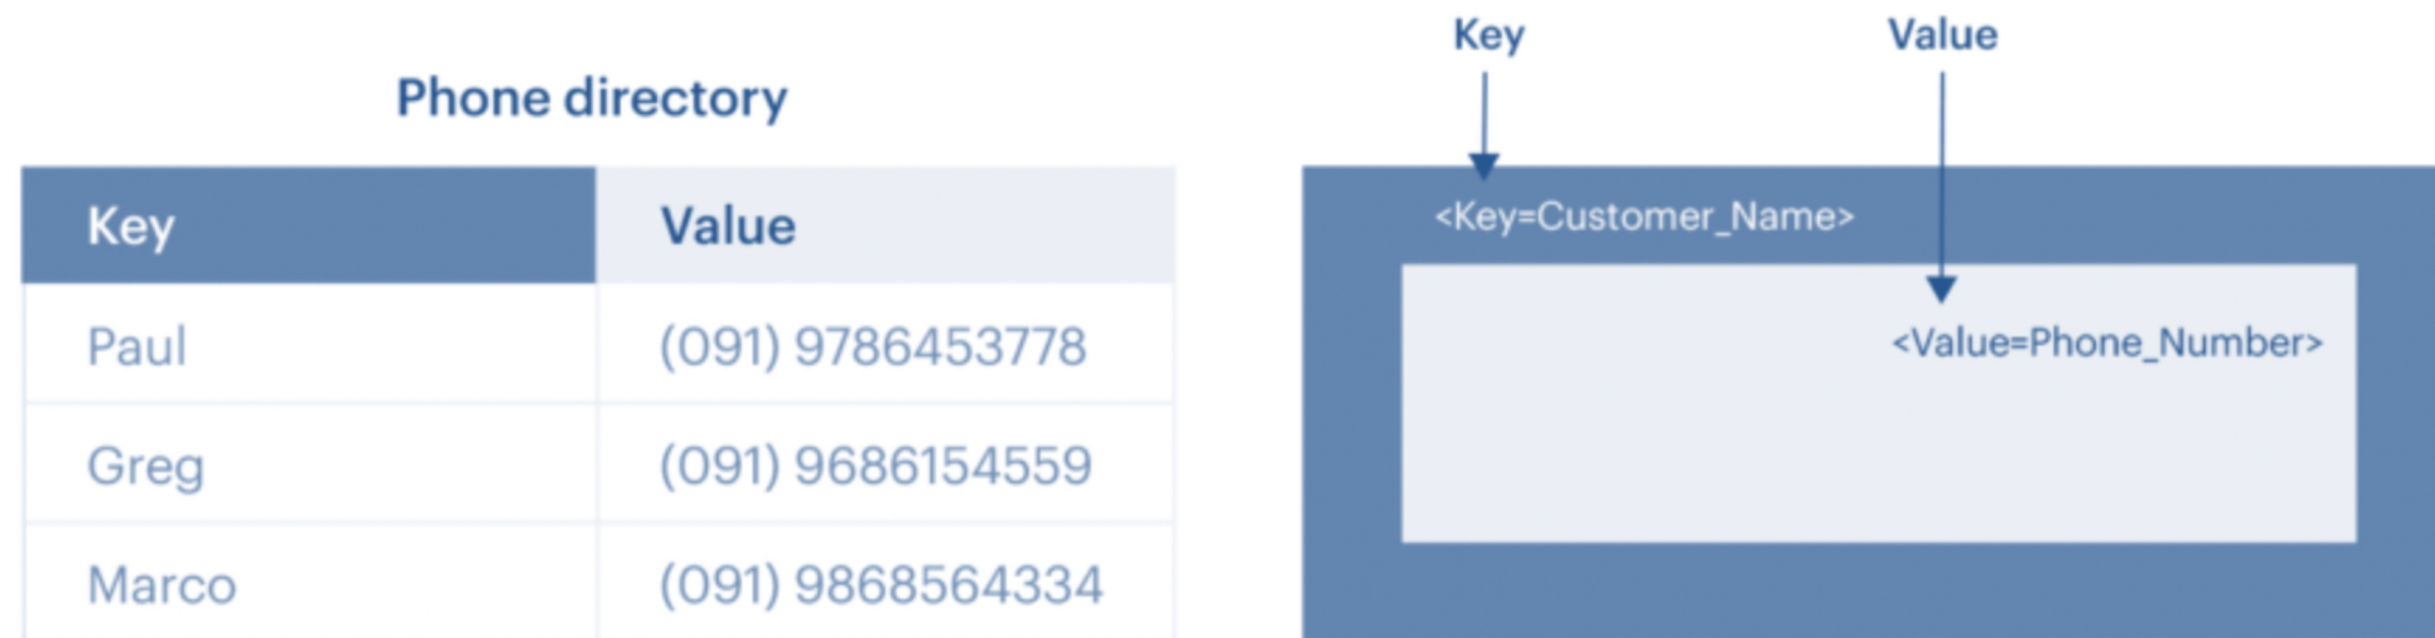 Phone directory
Key Value
Paul (091) 9786453778
Greg (091) 9686154559
Marco (091) 9868564334
Key Value
<Key=Customer_Name>
<Value=Phone_Number>